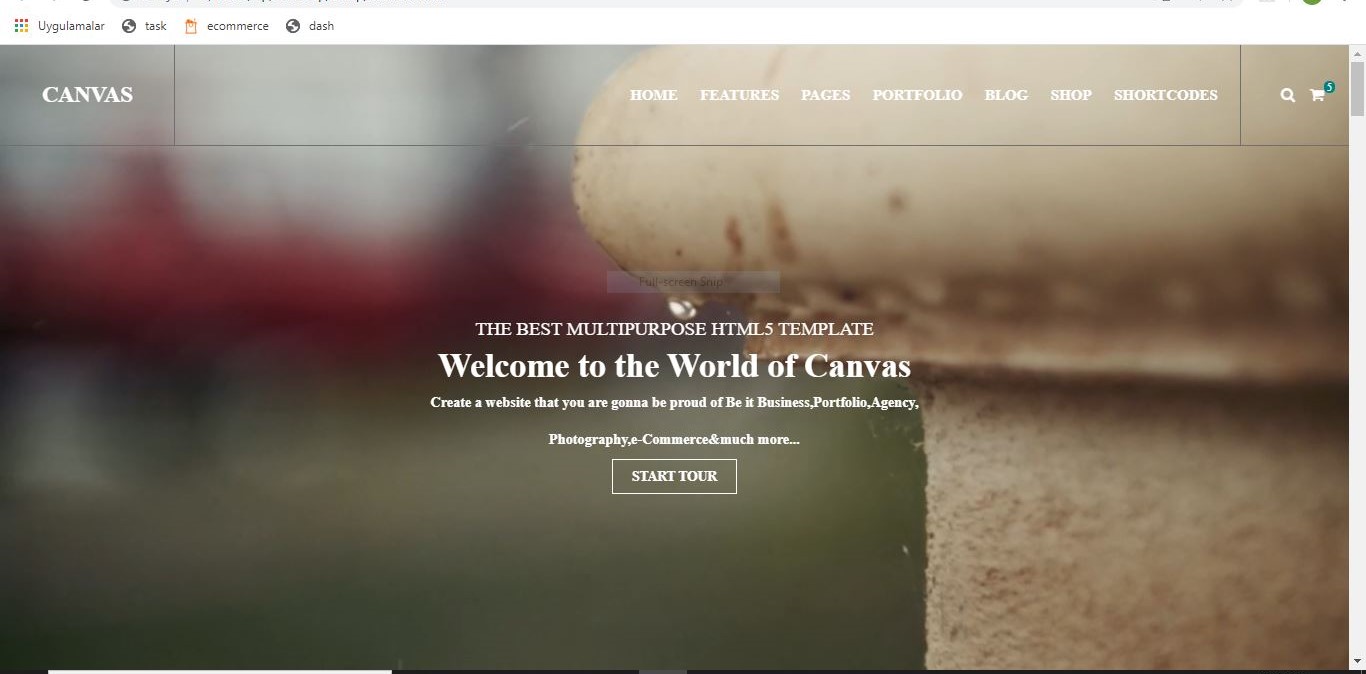 Uygulamalar task ecommerce dash
CANVAS
HOME FEATURES PAGES PORTFOLIO BLOG SHOP SHORTCODES 5
Full-screen Snip
THE BEST MULTIPURPOSE HTML5 TEMPLATE
Welcome to the World of Canvas
Create a website that you are gonna be proud of Be it Business,Portfolio,Agency,
Photography,e-Commerce&much more...
START TOUR